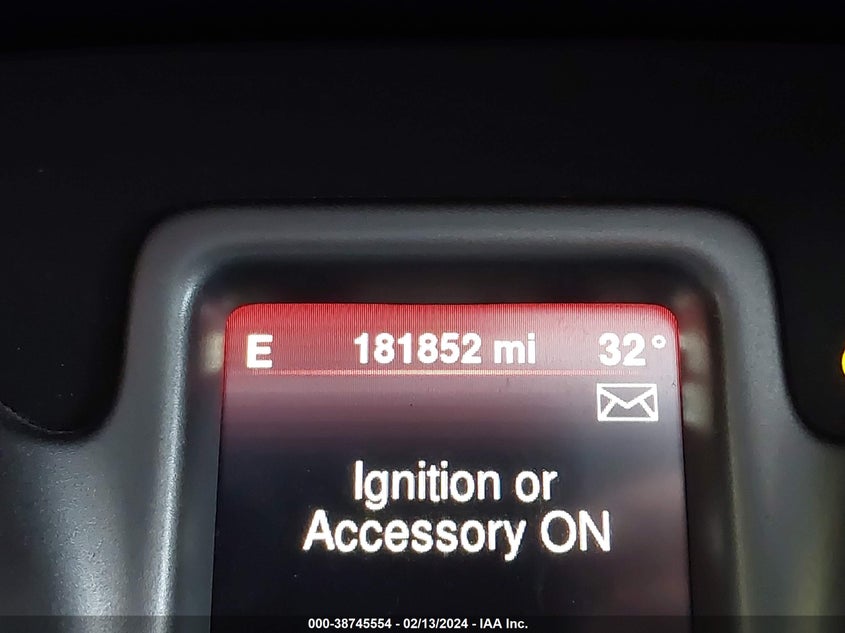 E 181852 mi 32°
Ignition or
Accessory ON
000-38745554 - 02/13/2024 - IAA Inc.